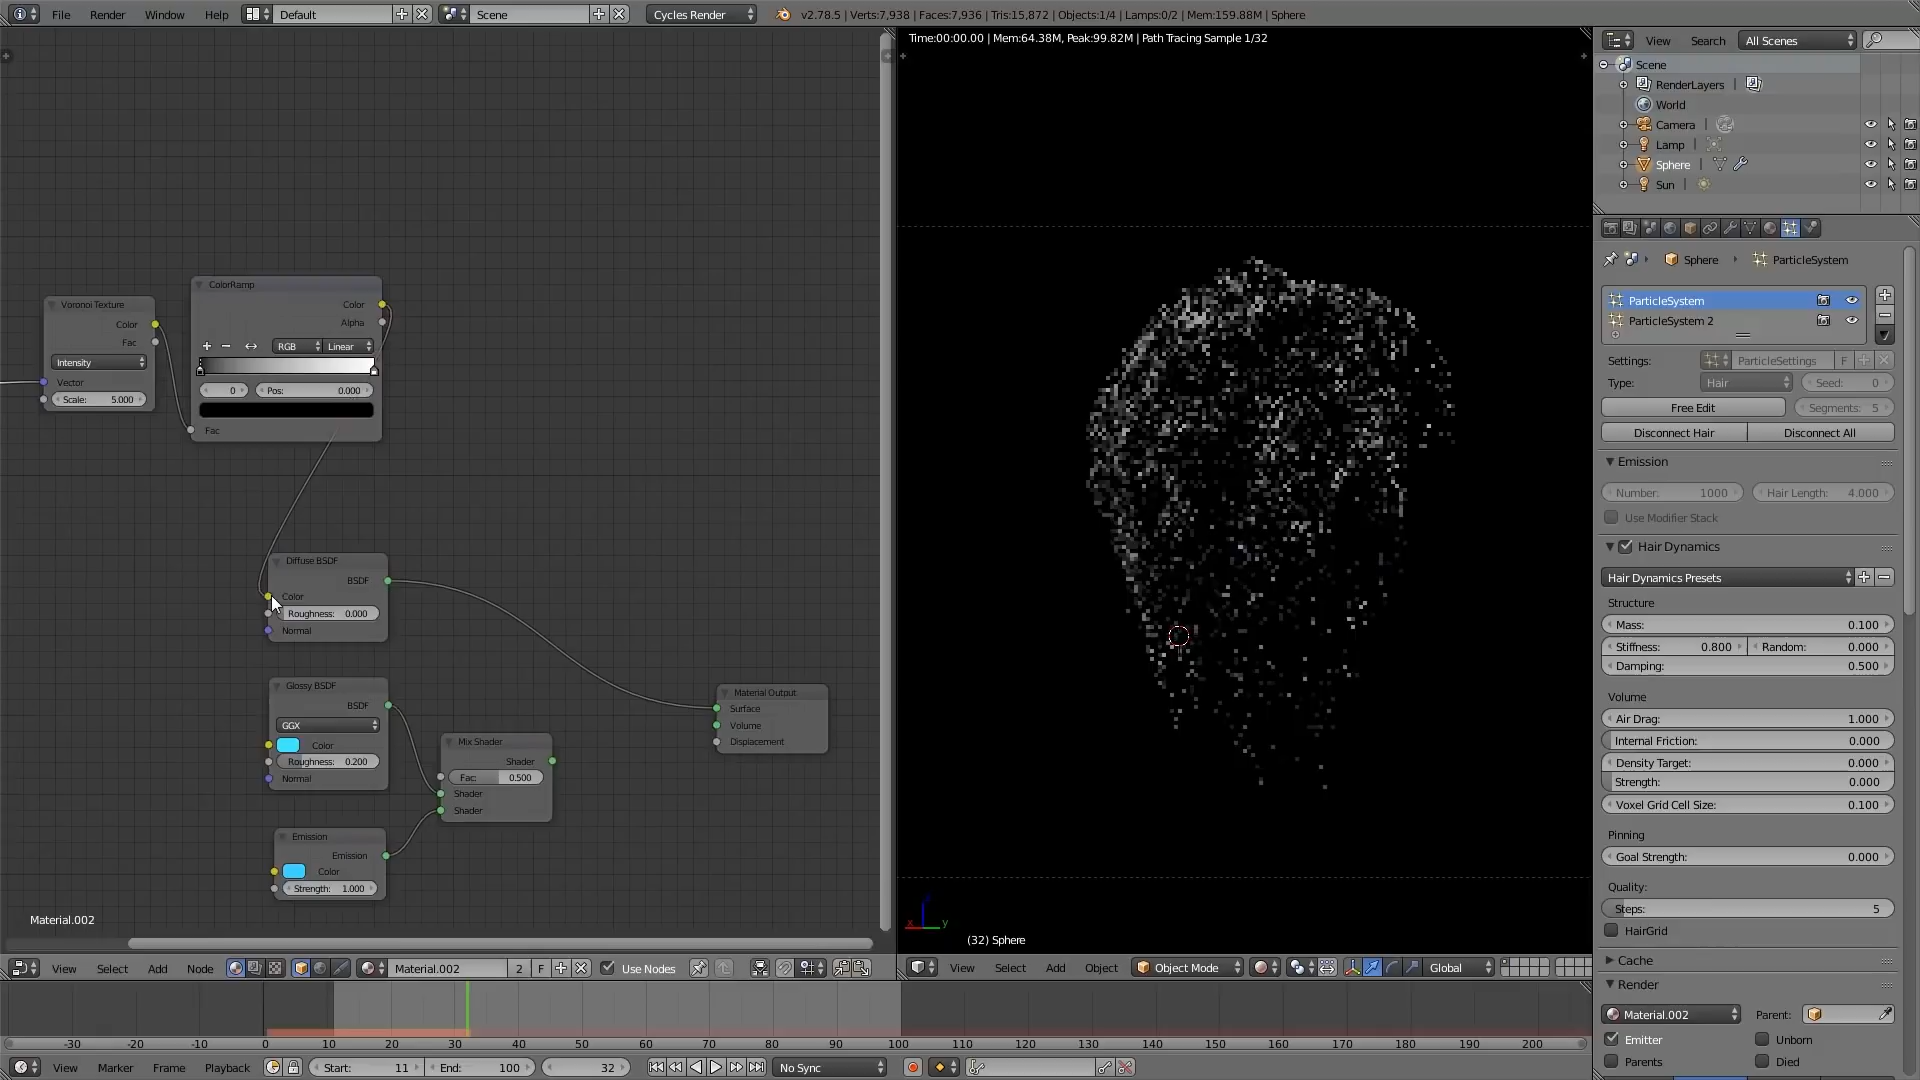 File Render Window Help Default Scene Cycles Render v2.78.5 | Verts:7,938 | Faces:7,936 | Tris:15,872 | Objects:1/4 | Lamps:0/2 | Mem:159.88M | Sphere
Time:00:00.00 | Mem:64.38M, Peak:99.82M | Path Tracing Sample 1/32
View Search All Scenes
Scene
RenderLayers |
World
Camera |
Lamp |
Sphere |
Sun |
Voronoi Texture
Color
Fac
Intensity
Vector
Scale: 5.000
ColorRamp
Color
Alpha
RGB Linear
0 Pos: 0.000
Fac
Diffuse BSDF
BSDF
Color
Roughness: 0.000
Normal
Glossy BSDF
BSDF
GGX
Color
Roughness: 0.200
Normal
Mix Shader
Shader
Fac: 0.500
Shader
Shader
Emission
Emission
Color
Strength: 1.000
Material Output
Surface
Volume
Displacement
Material.002
x y
(32) Sphere
Sphere ParticleSystem
ParticleSystem
ParticleSystem 2
Settings: ParticleSettings F
Type: Hair Seed: 0
Free Edit Segments: 5
Disconnect Hair Disconnect All
Emission
Number: 1000 Hair Length: 4.000
Use Modifier Stack
Hair Dynamics
Hair Dynamics Presets
Structure
Mass: 0.100
Stiffness: 0.800 Random: 0.000
Damping: 0.500
Volume
Air Drag: 1.000
Internal Friction: 0.000
Density Target: 0.000
Strength: 0.000
Voxel Grid Cell Size: 0.100
Pinning
Goal Strength: 0.000
Quality:
Steps: 5
HairGrid
Cache
Render
Material.002 Parent:
Emitter Unborn
Parents Died
View Select Add Node Material.002 2 F Use Nodes
View Select Add Object Object Mode Global
-30 -20 -10 0 10 20 30 40 50 60 70 80 90 100 110 120 130 140 150 160 170 180 190 200
View Marker Frame Playback Start: 11 End: 100 32 No Sync